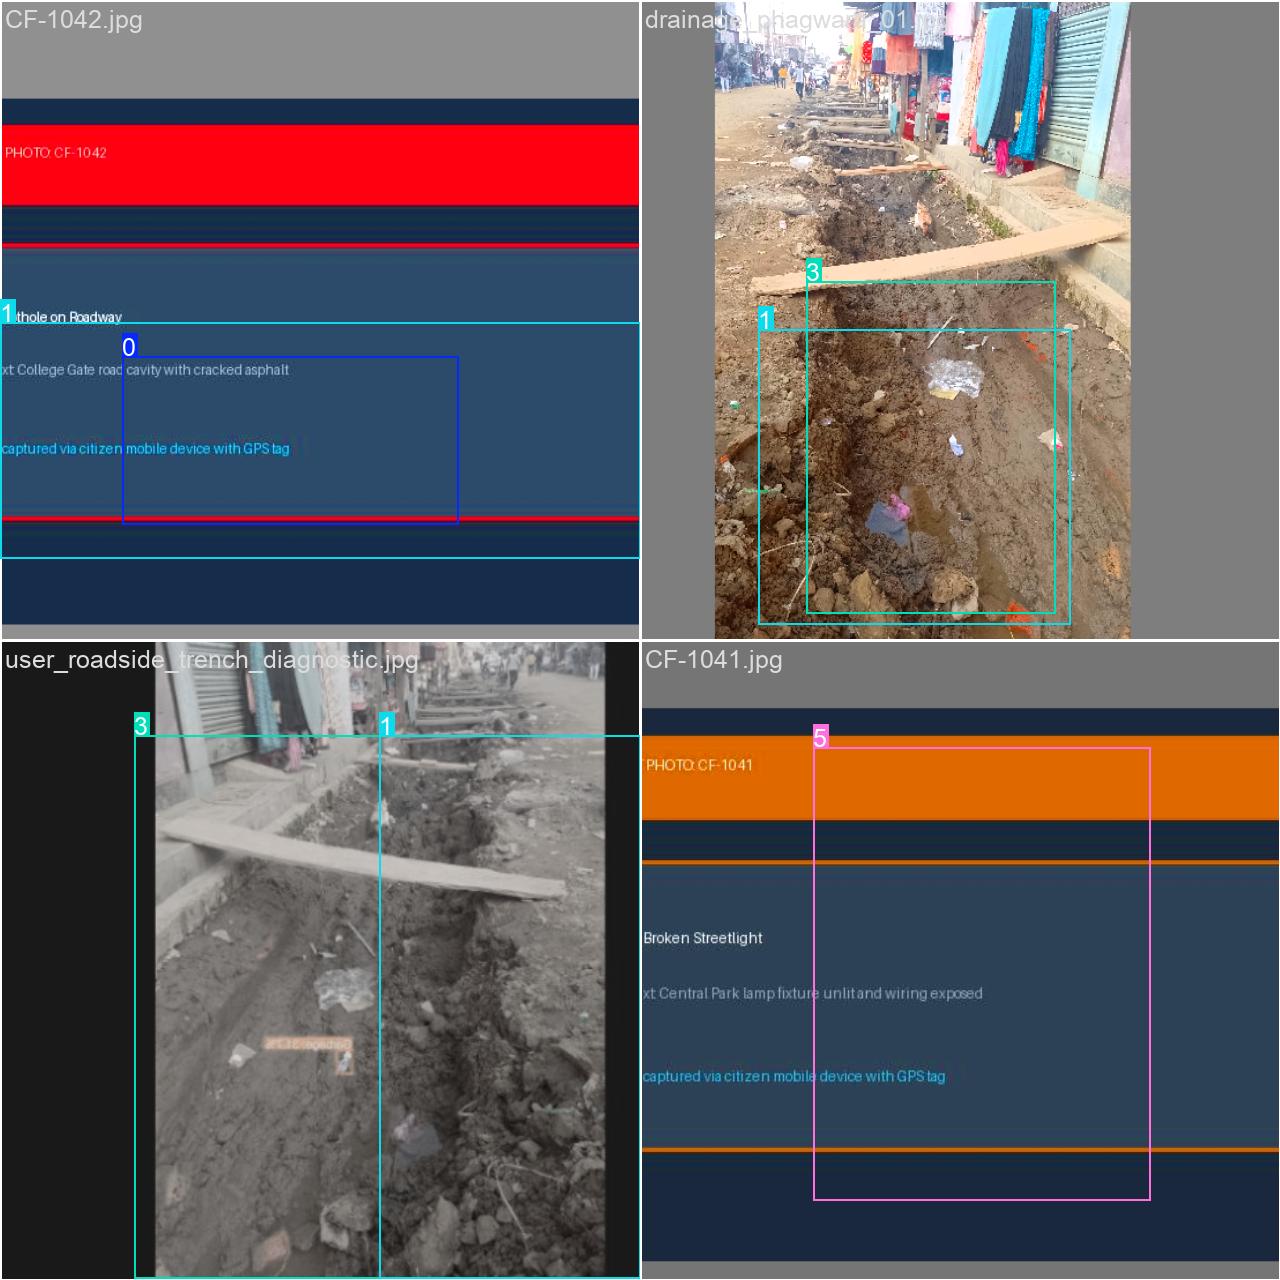 CF-1042.jpg
PHOTO: CF-1042
1
thole on Roadway
0
xt: College Gate road cavity with cracked asphalt
captured via citizen mobile device with GPS tag
drainage_phagwara_01.jpg
3
1
user_roadside_trench_diagnostic.jpg
3
1
CF-1041.jpg
5
PHOTO: CF-1041
Broken Streetlight
xt: Central Park lamp fixture unlit and wiring exposed
captured via citizen mobile device with GPS tag